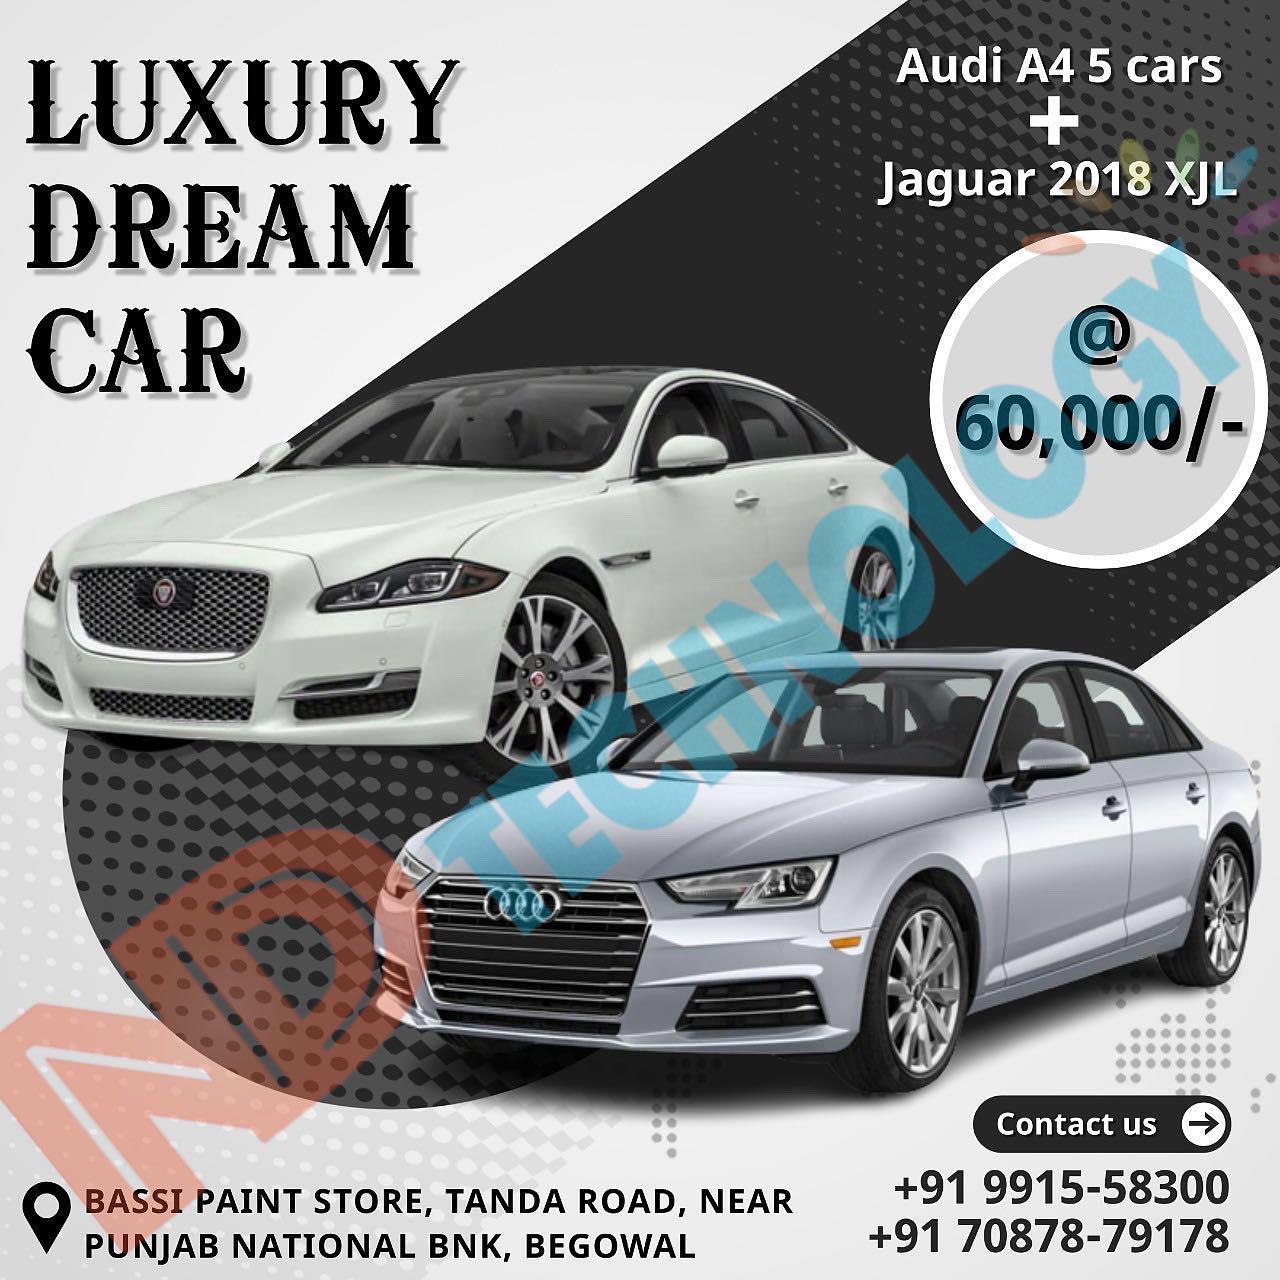 LUXURY
DREAM
CAR
Audi A4 5 cars
+
Jaguar 2018 XJL
@
60,000/-
ND TECHNOLOGY
Contact us
+91 9915-58300
+91 70878-79178
BASSI PAINT STORE, TANDA ROAD, NEAR
PUNJAB NATIONAL BNK, BEGOWAL